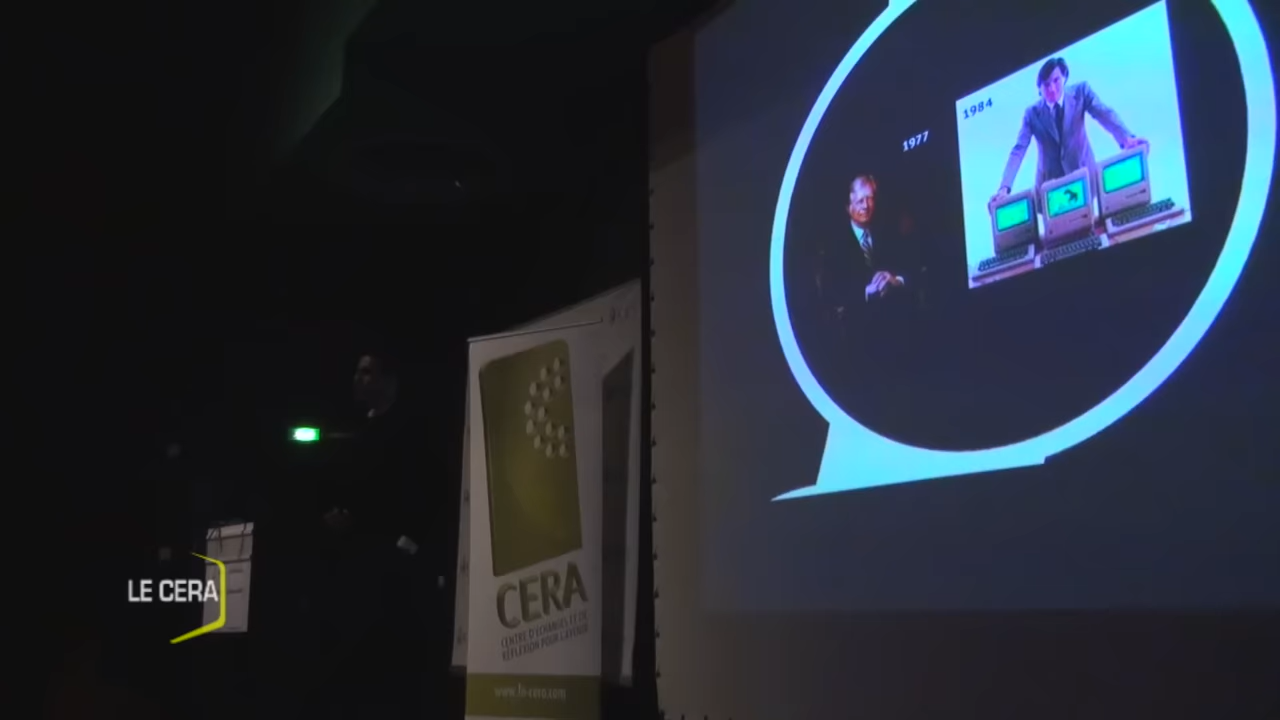 1984
1977
CERA
CENTRE D'ÉCHANGES ET DE
RÉFLEXION POUR L'AVENIR
www.le-cera.com
LE CERA